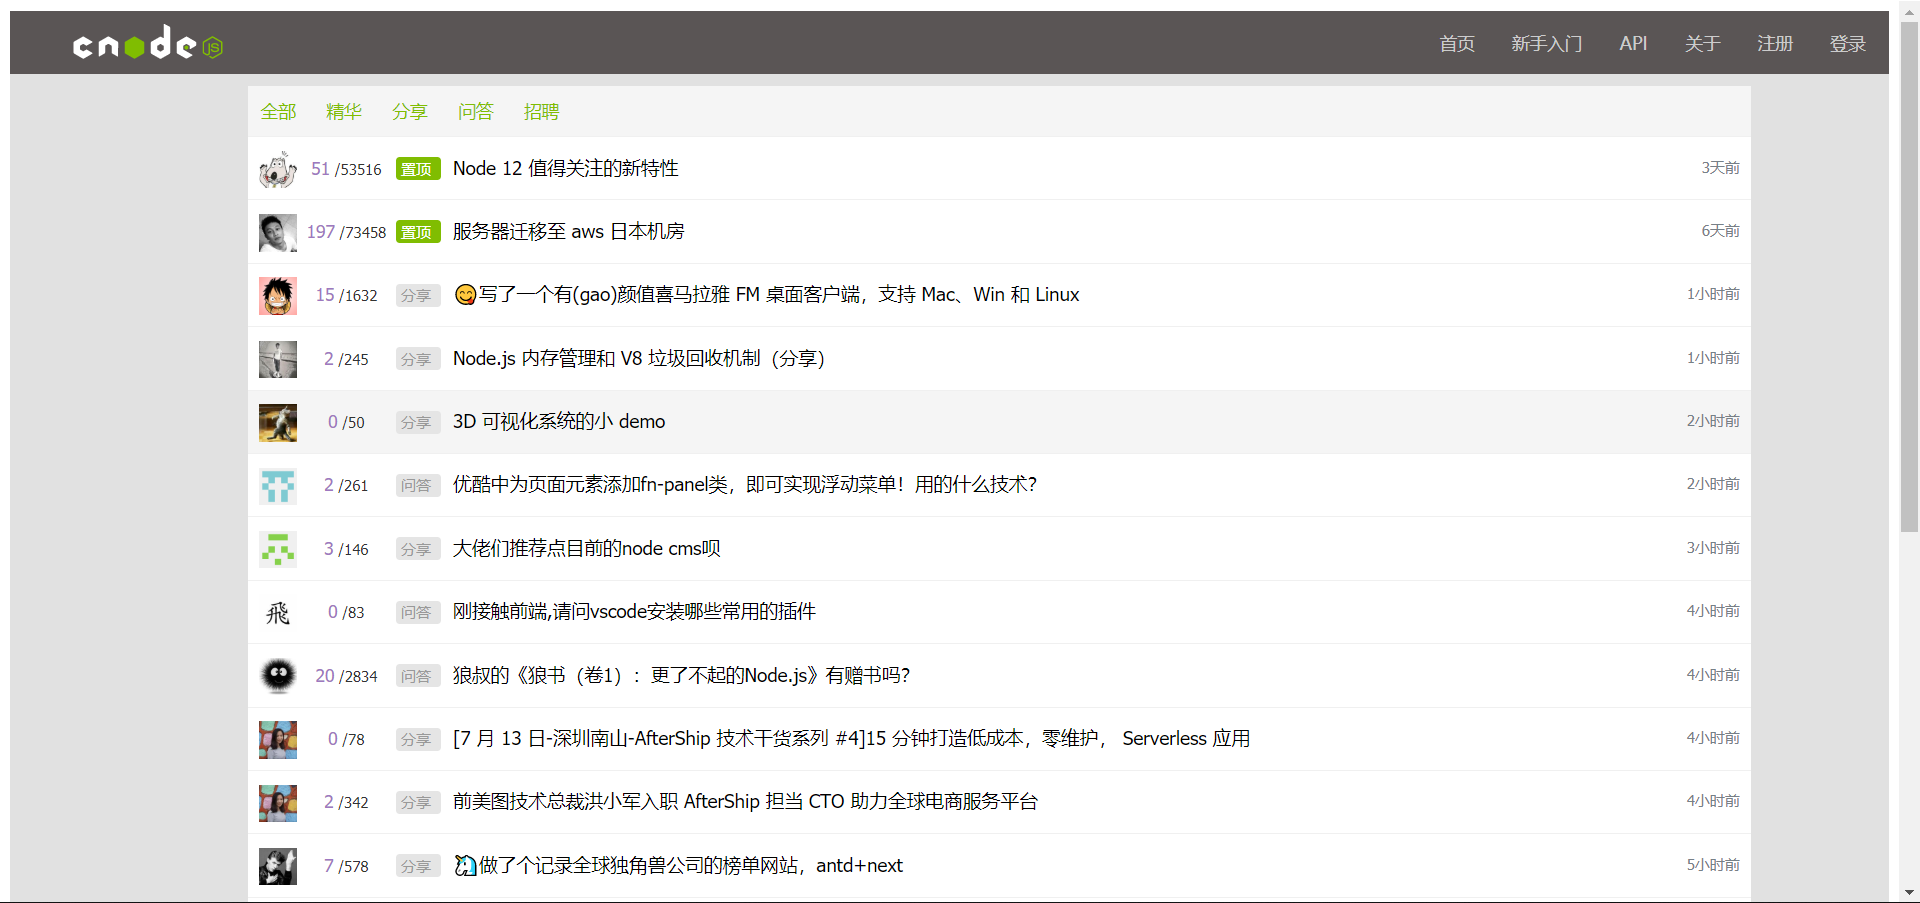 cnode JS
首页 新手入门 API 关于 注册 登录
全部 精华 分享 问答 招聘
51 /53516 置顶 Node 12 值得关注的新特性 3天前
197 /73458 置顶 服务器迁移至 aws 日本机房 6天前
15 /1632 分享 😋写了一个有(gao)颜值喜马拉雅 FM 桌面客户端，支持 Mac、Win 和 Linux 1小时前
2 /245 分享 Node.js 内存管理和 V8 垃圾回收机制（分享） 1小时前
0 /50 分享 3D 可视化系统的小 demo 2小时前
2 /261 问答 优酷中为页面元素添加fn-panel类，即可实现浮动菜单！用的什么技术？ 2小时前
3 /146 分享 大佬们推荐点目前的node cms呗 3小时前
飛 0 /83 问答 刚接触前端,请问vscode安装哪些常用的插件 4小时前
20 /2834 问答 狼叔的《狼书（卷1）：更了不起的Node.js》有赠书吗？ 4小时前
0 /78 分享 [7 月 13 日-深圳南山-AfterShip 技术干货系列 #4]15 分钟打造低成本，零维护， Serverless 应用 4小时前
2 /342 分享 前美图技术总裁洪小军入职 AfterShip 担当 CTO 助力全球电商服务平台 4小时前
7 /578 分享 🦄做了个记录全球独角兽公司的榜单网站，antd+next 5小时前